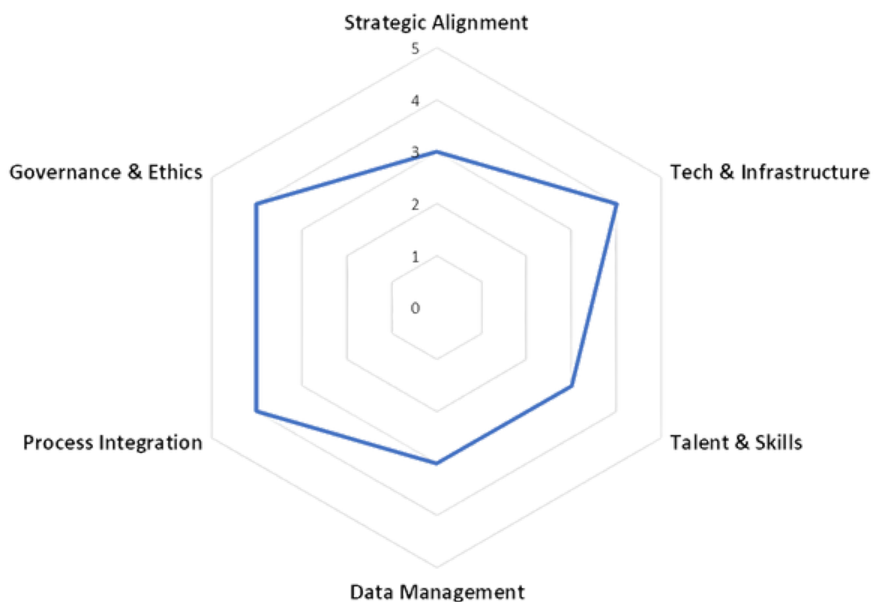 Strategic Alignment
5
4
3
2
1
0
Governance & Ethics
Tech & Infrastructure
Process Integration
Talent & Skills
Data Management